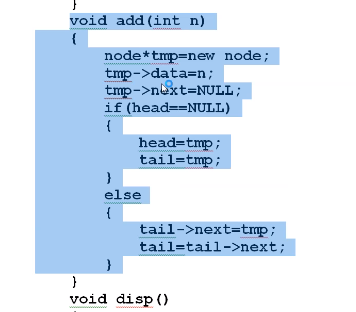 }
void add(int n)
{
node*tmp=new node;
tmp->data=n;
tmp->next=NULL;
if(head==NULL)
{
head=tmp;
tail=tmp;
}
else
{
tail->next=tmp;
tail=tail->next;
}
}
void disp()